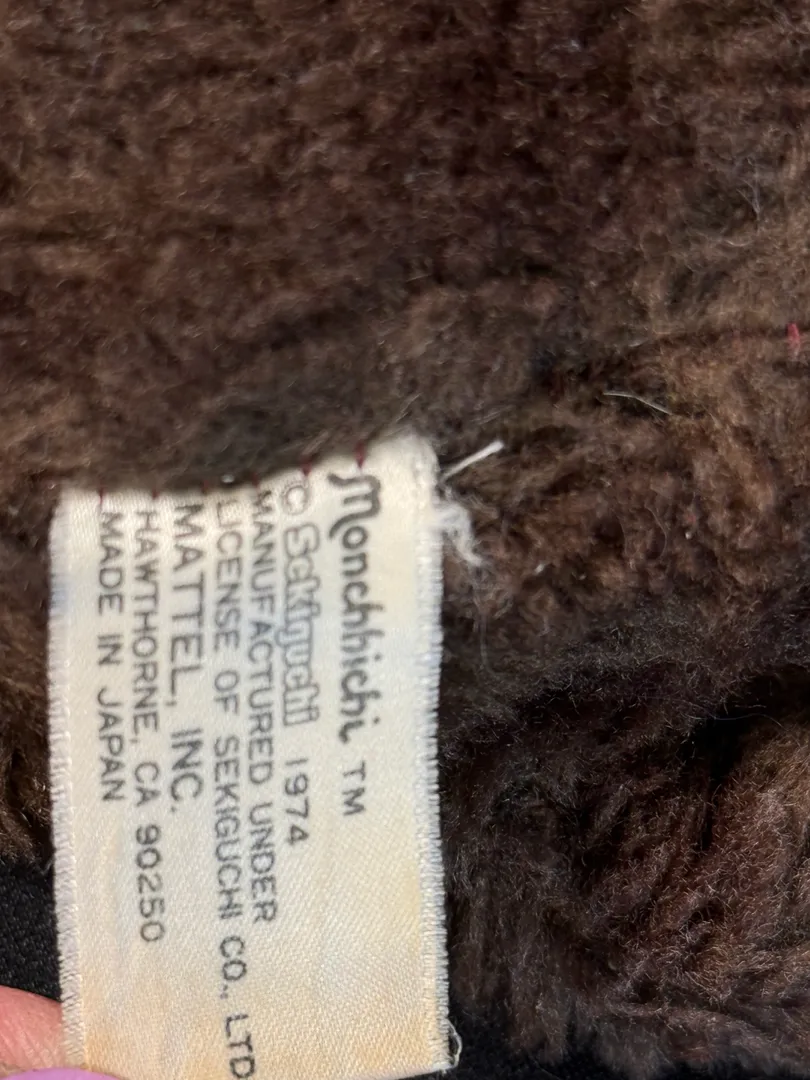 Monchhichi TM
© Sekiguchi 1974
MANUFACTURED UNDER
LICENSE OF SEKIGUCHI CO., LTD
MATTEL, INC.
HAWTHORNE, CA 90250
MADE IN JAPAN